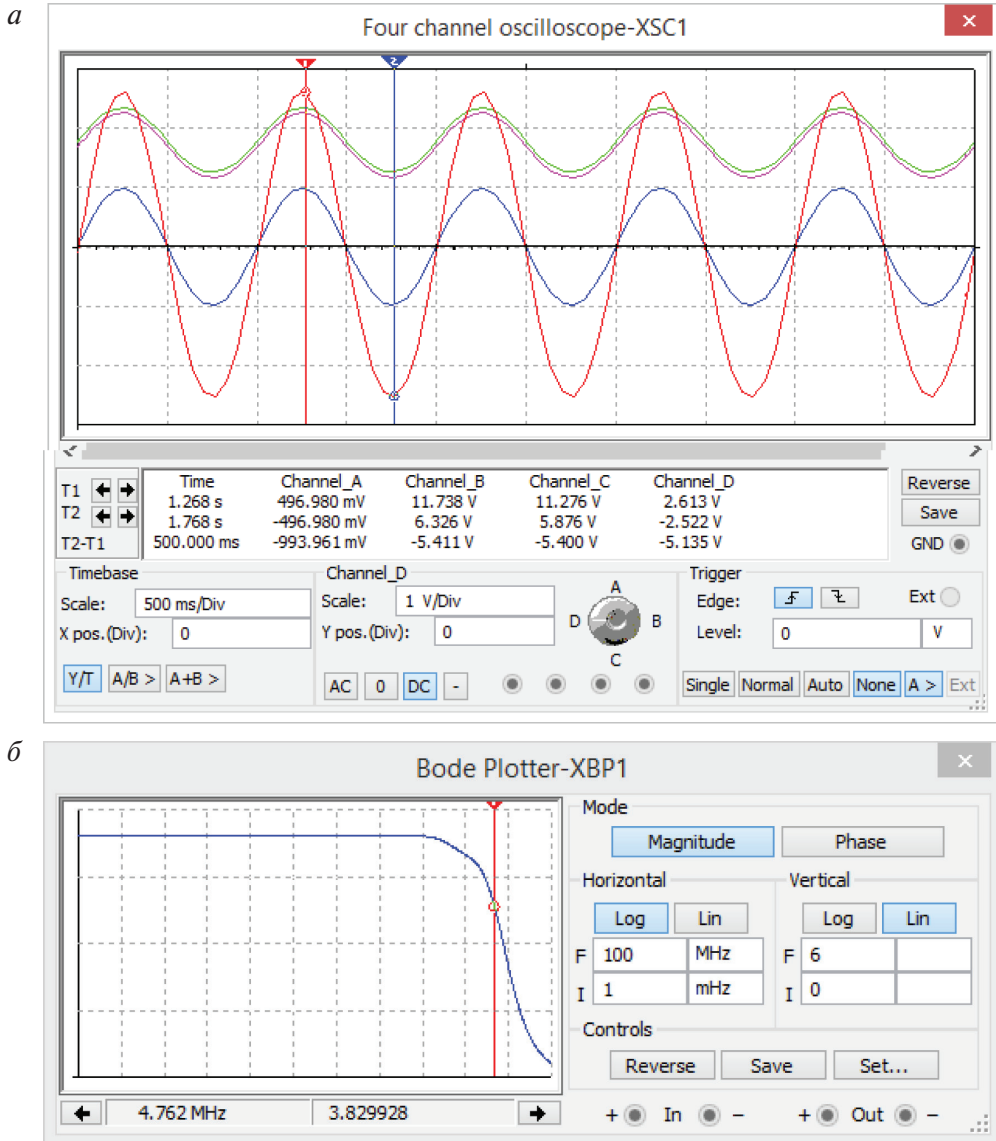 а
Four channel oscilloscope-XSC1
1 2
Time Channel_A Channel_B Channel_C Channel_D
T1 1.268 s 496.980 mV 11.738 V 11.276 V 2.613 V
T2 1.768 s -496.980 mV 6.326 V 5.876 V -2.522 V
T2-T1 500.000 ms -993.961 mV -5.411 V -5.400 V -5.135 V
Reverse
Save
GND
Timebase Channel_D Trigger
Scale: 500 ms/Div Scale: 1 V/Div A Edge: Ext
X pos.(Div): 0 Y pos.(Div): 0 D B Level: 0 V
C
Y/T A/B > A+B > AC 0 DC - Single Normal Auto None A > Ext
б
Bode Plotter-XBP1
Mode
Magnitude Phase
Horizontal Vertical
Log Lin Log Lin
F 100 MHz F 6
I 1 mHz I 0
Controls
Reverse Save Set...
4.762 MHz 3.829928 + In - + Out -